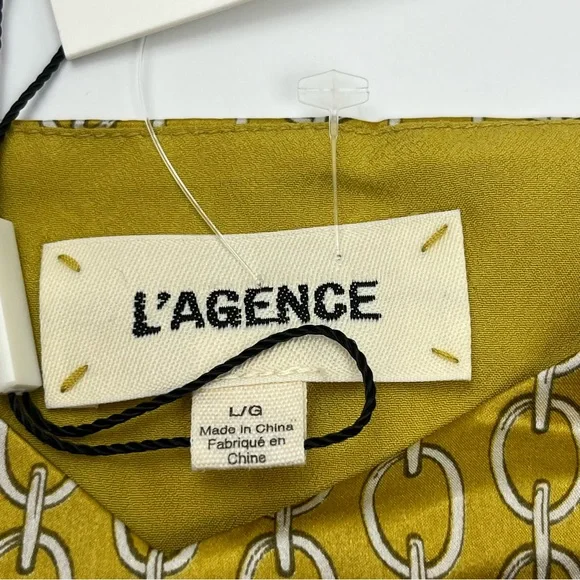 L'AGENCE
L/G
Made in China
Fabriqué en
Chine